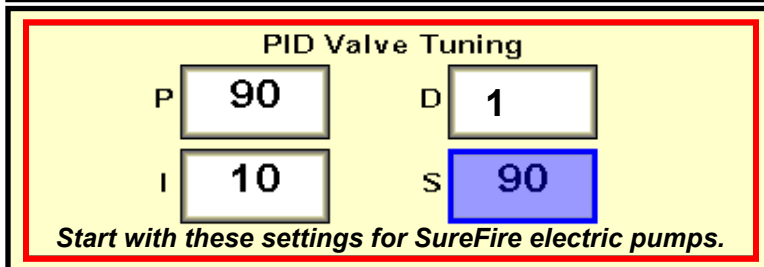 PID Valve Tuning
P 90 D 1
I 10 S 90
Start with these settings for SureFire electric pumps.